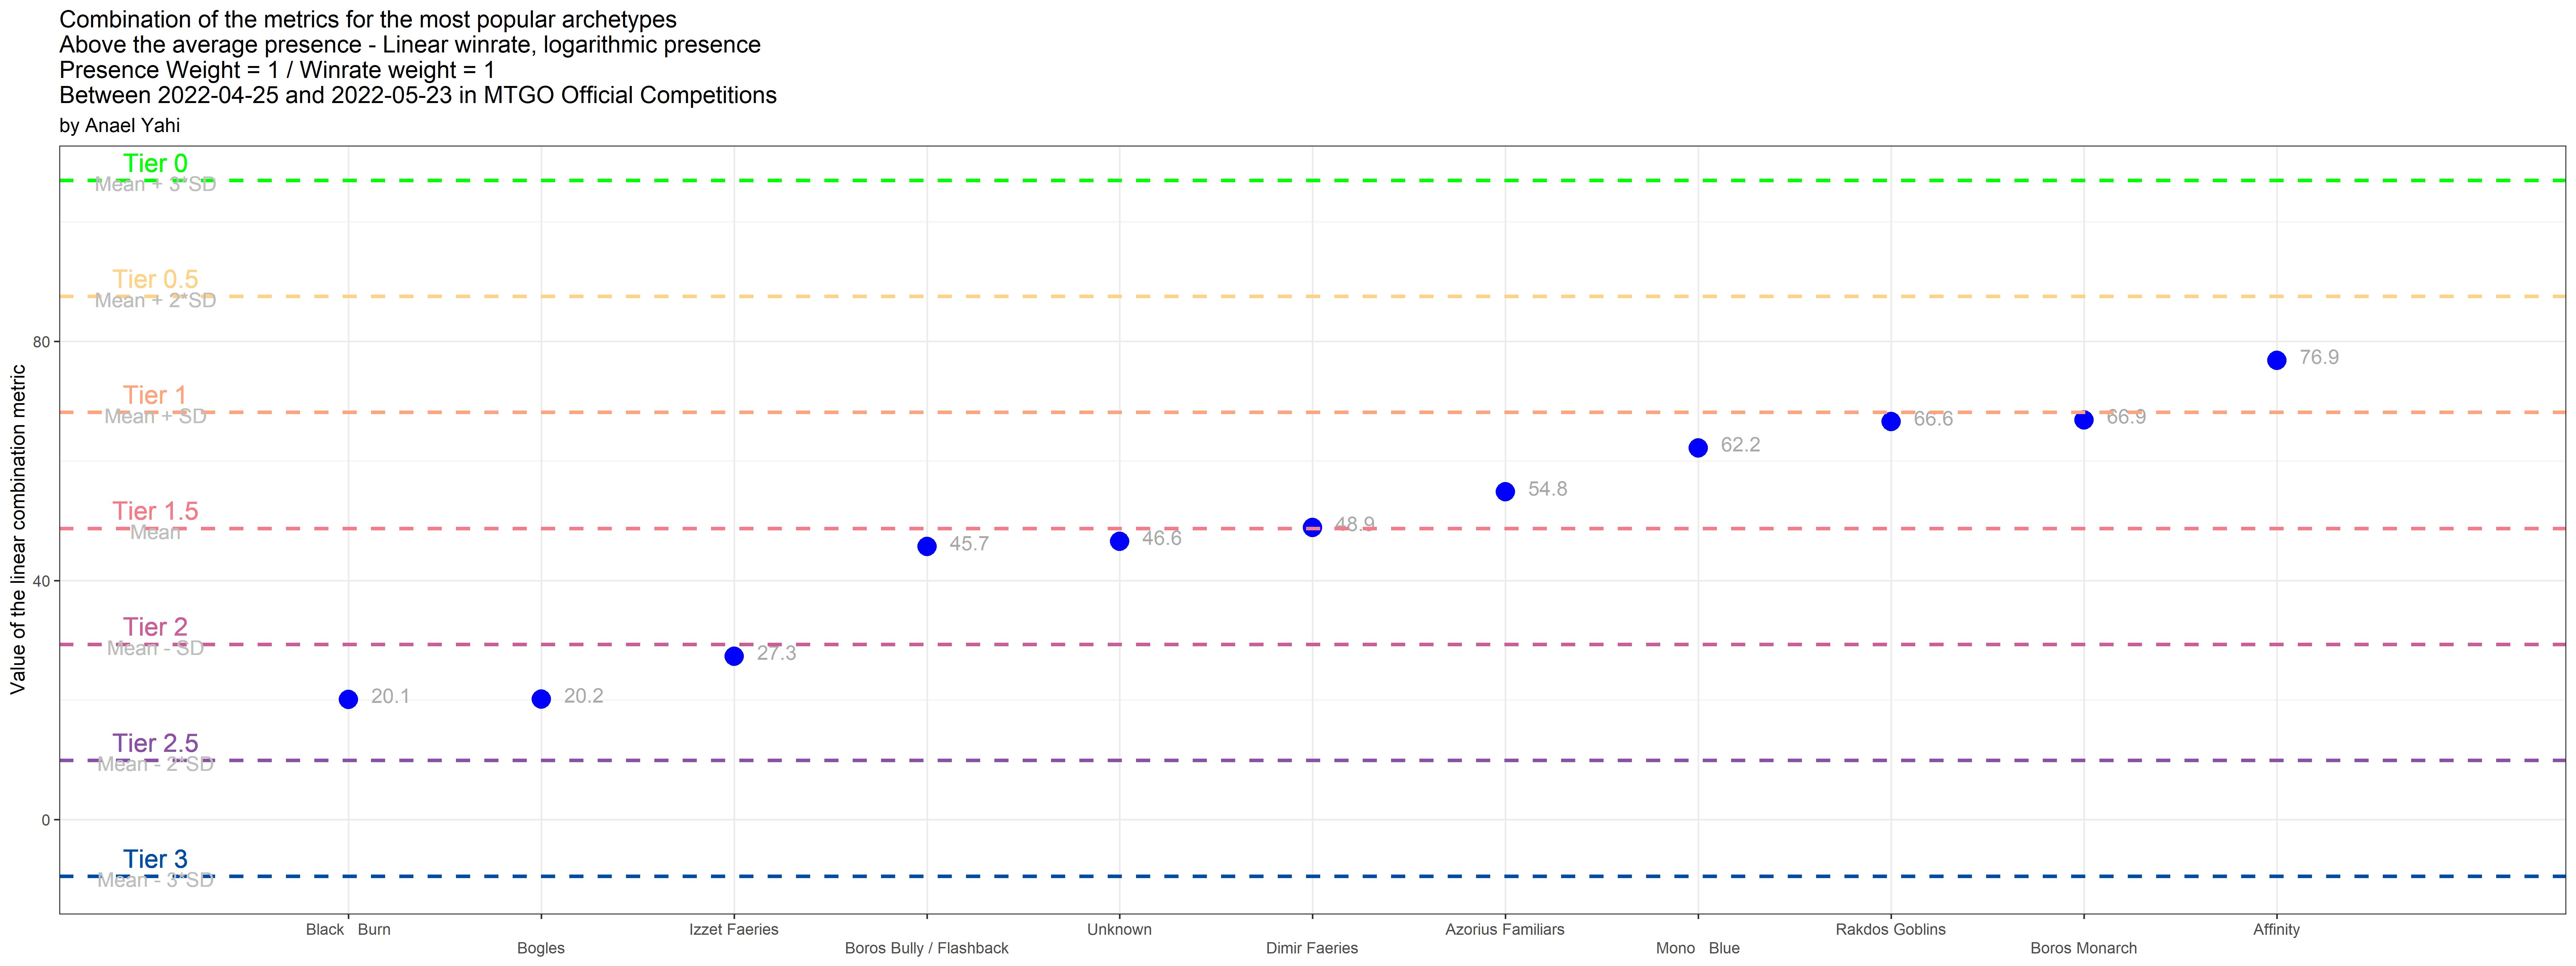 Combination of the metrics for the most popular archetypes
Above the average presence - Linear winrate, logarithmic presence
Presence Weight = 1 / Winrate weight = 1
Between 2022-04-25 and 2022-05-23 in MTGO Official Competitions
by Anael Yahi
Value of the linear combination metric
Tier 0
Mean + 3*SD
Tier 0.5
Mean + 2*SD
80
76.9
Tier 1
Mean + SD
66.6
66.9
62.2
54.8
Tier 1.5
Mean
45.7
46.6
48.9
40
Tier 2
Mean - SD
27.3
20.1
20.2
Tier 2.5
Mean - 2*SD
0
Tier 3
Mean - 3*SD
Black Burn
Bogles
Izzet Faeries
Boros Bully / Flashback
Unknown
Dimir Faeries
Azorius Familiars
Mono Blue
Rakdos Goblins
Boros Monarch
Affinity